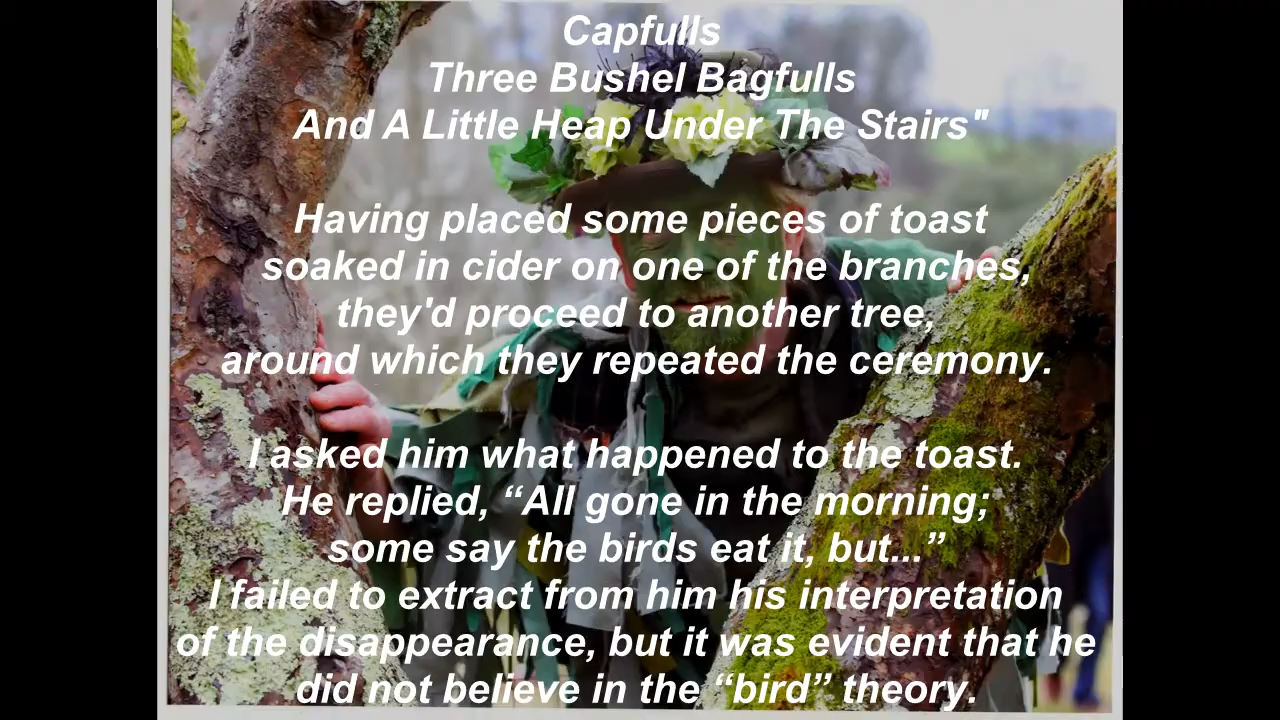 Capfulls
Three Bushel Bagfulls
And A Little Heap Under The Stairs"
Having placed some pieces of toast
soaked in cider on one of the branches,
they'd proceed to another tree,
around which they repeated the ceremony.
I asked him what happened to the toast.
He replied, “All gone in the morning;
some say the birds eat it, but...”
I failed to extract from him his interpretation
of the disappearance, but it was evident that he
did not believe in the “bird” theory.